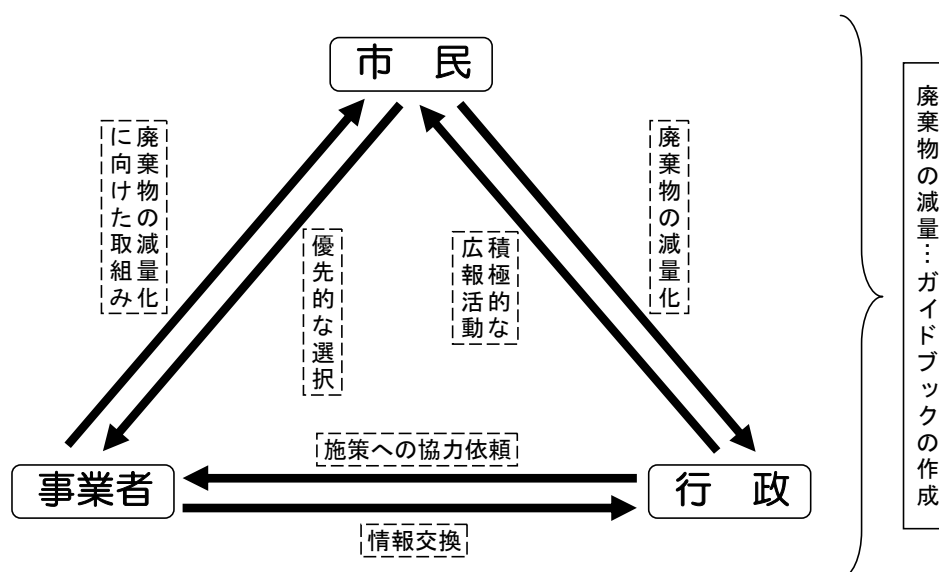 市 民
廃棄物の減量化
に向けた取組み
優先的な選択
積極的な
広報活動
廃棄物の減量化
施策への協力依頼
事業者
行 政
情報交換
廃棄物の減量…ガイドブックの作成